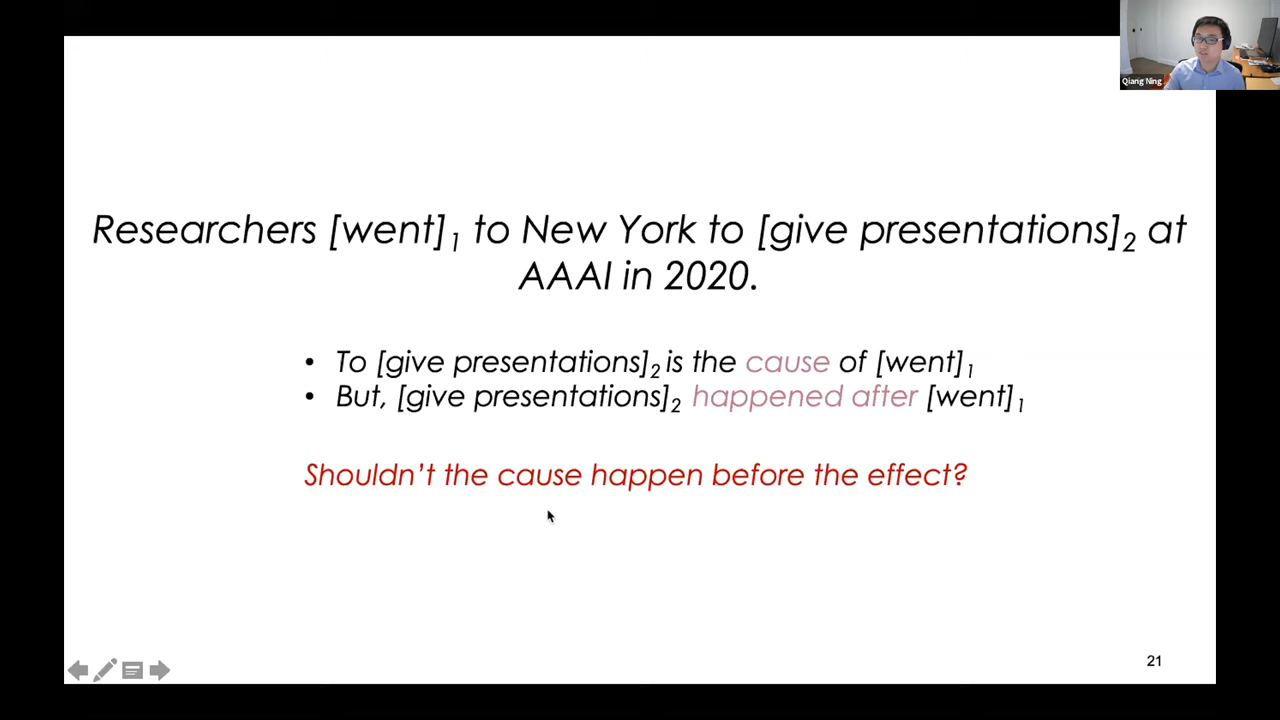 Qiang Ning
Researchers [went]1 to New York to [give presentations]2 at
AAAI in 2020.
• To [give presentations]2 is the cause of [went]1
• But, [give presentations]2 happened after [went]1
Shouldn't the cause happen before the effect?
21